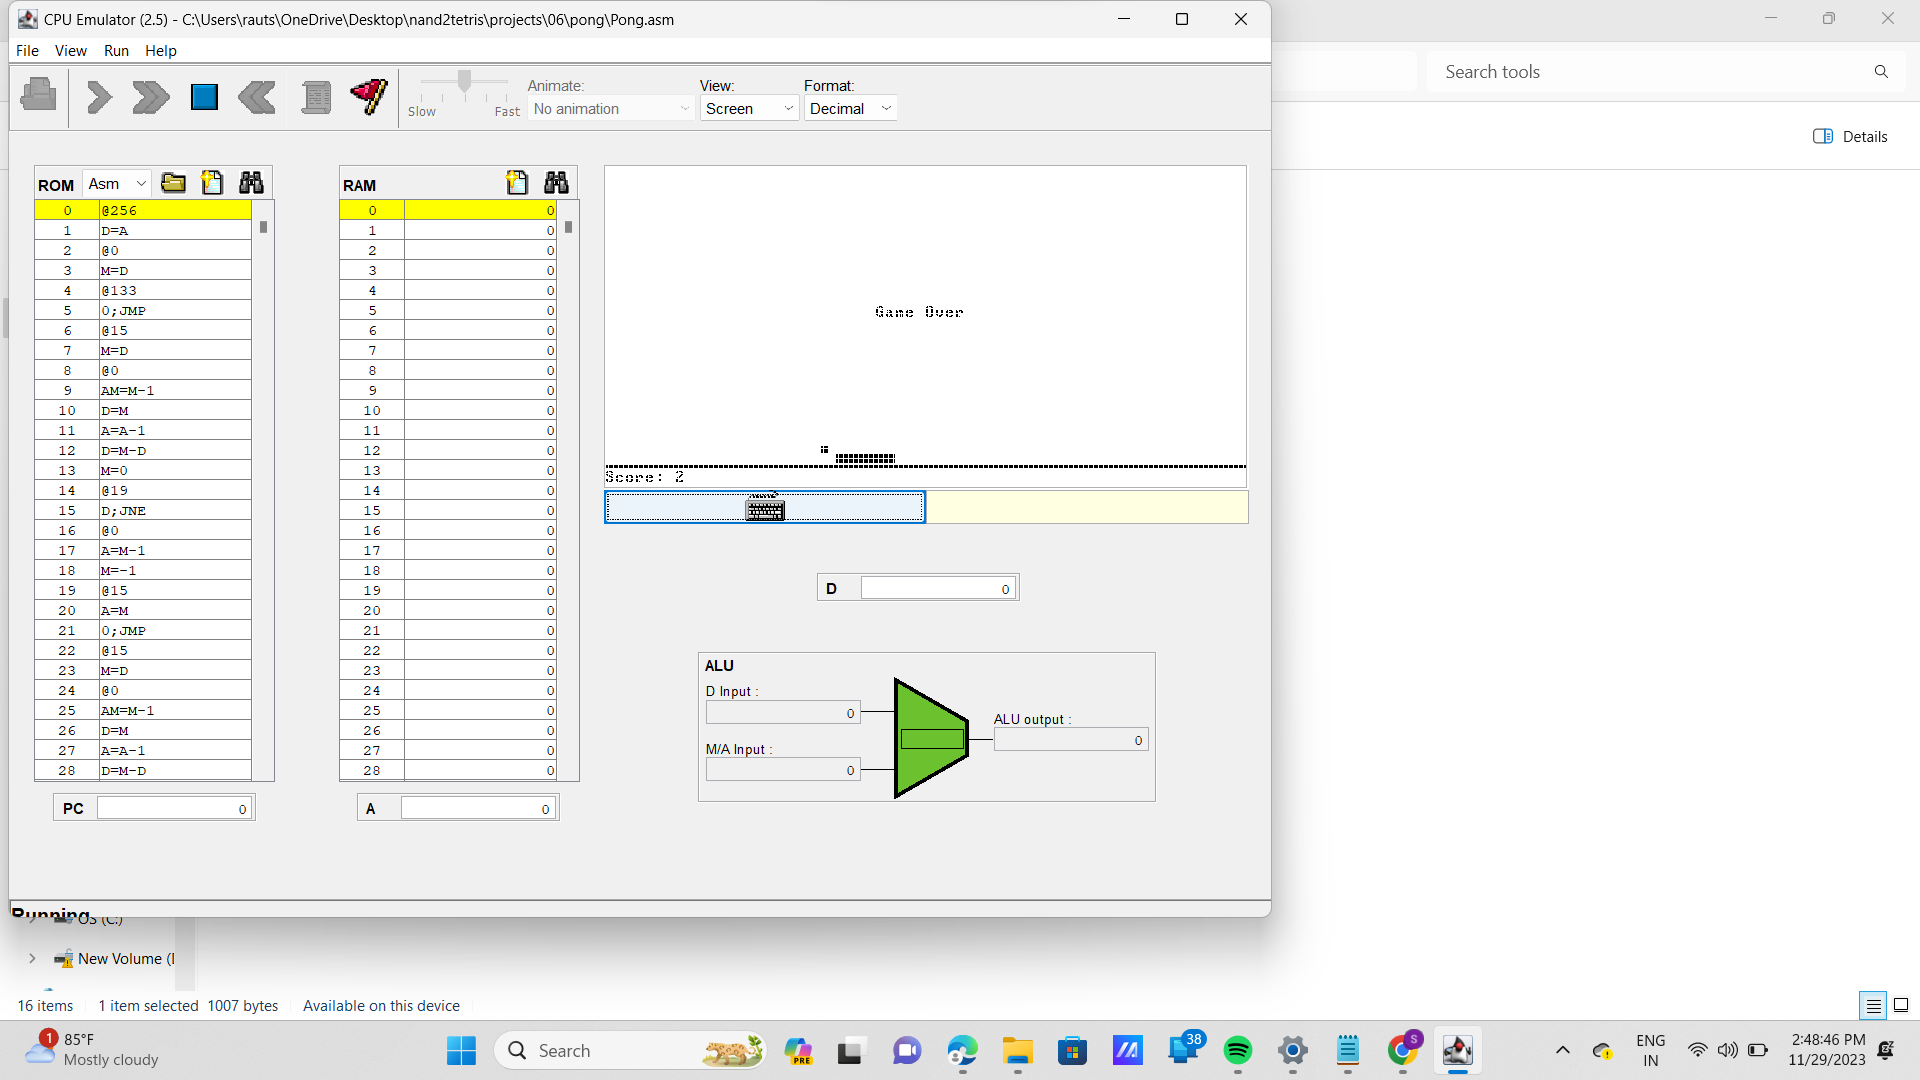 CPU Emulator (2.5) - C:\Users\rauts\OneDrive\Desktop\nand2tetris\projects\06\pong\Pong.asm
File View Run Help
Search tools
Slow Fast
Animate:
No animation
View:
Screen
Format:
Decimal
Details
ROM Asm
RAM
0 @256
1 D=A
2 @0
3 M=D
4 @133
5 0;JMP
6 @15
7 M=D
8 @0
9 AM=M-1
10 D=M
11 A=A-1
12 D=M-D
13 M=0
14 @19
15 D;JNE
16 @0
17 A=M-1
18 M=-1
19 @15
20 A=M
21 0;JMP
22 @15
23 M=D
24 @0
25 AM=M-1
26 D=M
27 A=A-1
28 D=M-D
0 0
1 0
2 0
3 0
4 0
5 0
6 0
7 0
8 0
9 0
10 0
11 0
12 0
13 0
14 0
15 0
16 0
17 0
18 0
19 0
20 0
21 0
22 0
23 0
24 0
25 0
26 0
27 0
28 0
PC 0
A 0
Game Over
Score: 2
D 0
ALU
D Input :
0
M/A Input :
0
ALU output :
0
Running
OS (C:)
New Volume (
16 items 1 item selected 1007 bytes Available on this device
1
85°F
Mostly cloudy
Search
PRE
38
S
ENG
IN
2:48:46 PM
11/29/2023